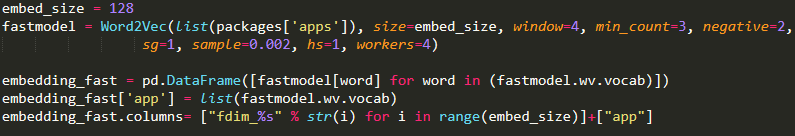 embed_size = 128
fastmodel = Word2Vec(list(packages['apps']), size=embed_size, window=4, min_count=3, negative=2,
sg=1, sample=0.002, hs=1, workers=4)
embedding_fast = pd.DataFrame([fastmodel[word] for word in (fastmodel.wv.vocab)])
embedding_fast['app'] = list(fastmodel.wv.vocab)
embedding_fast.columns= ["fdim_%s" % str(i) for i in range(embed_size)]+["app"]